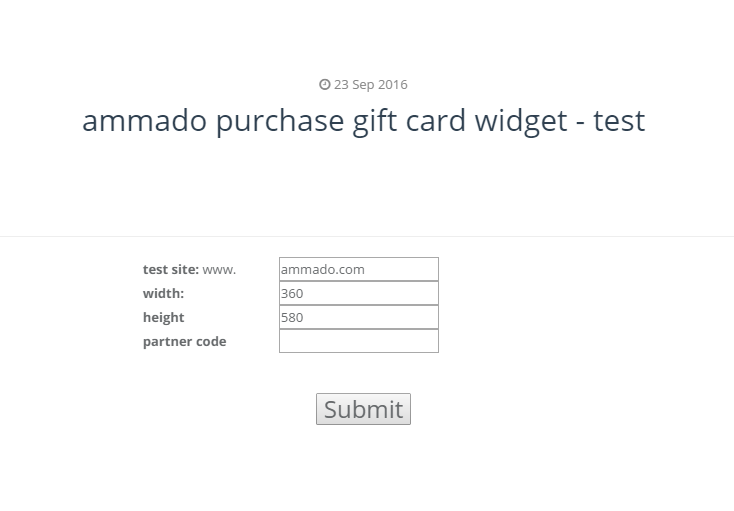 23 Sep 2016
ammado purchase gift card widget - test
test site: www. ammado.com
width: 360
height 580
partner code
Submit